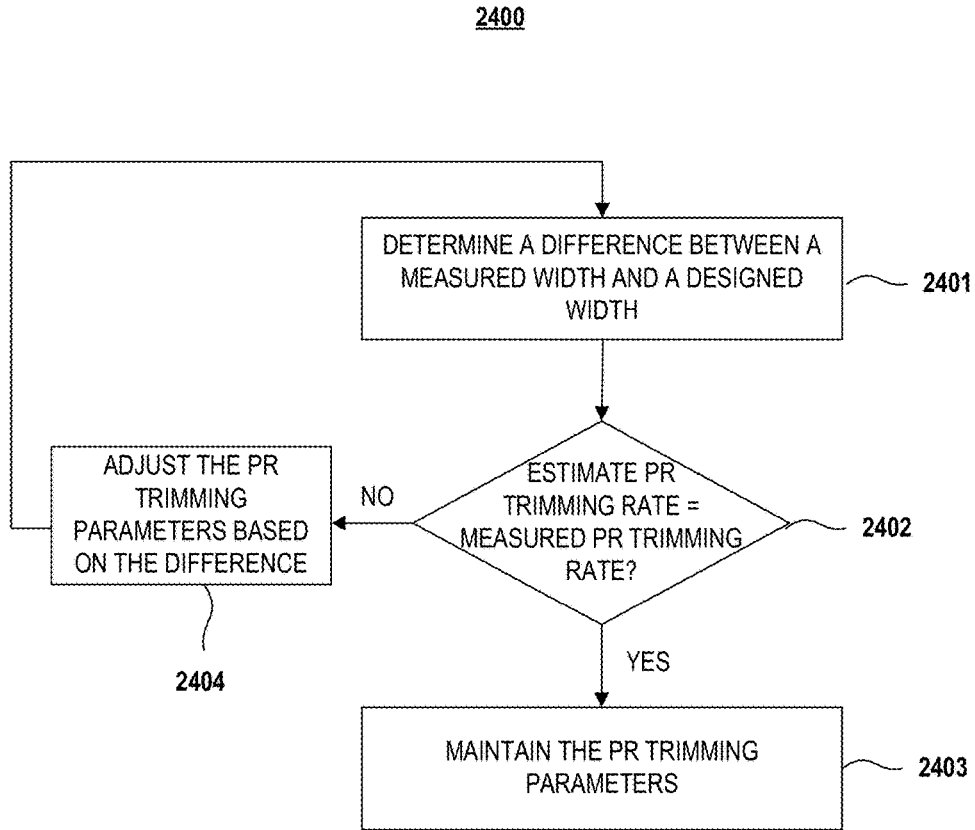 2400
DETERMINE A DIFFERENCE BETWEEN A
MEASURED WIDTH AND A DESIGNED
WIDTH
2401
ESTIMATE PR
TRIMMING RATE =
MEASURED PR TRIMMING
RATE?
2402
NO
ADJUST THE PR
TRIMMING
PARAMETERS BASED
ON THE DIFFERENCE
2404
YES
MAINTAIN THE PR TRIMMING
PARAMETERS
2403